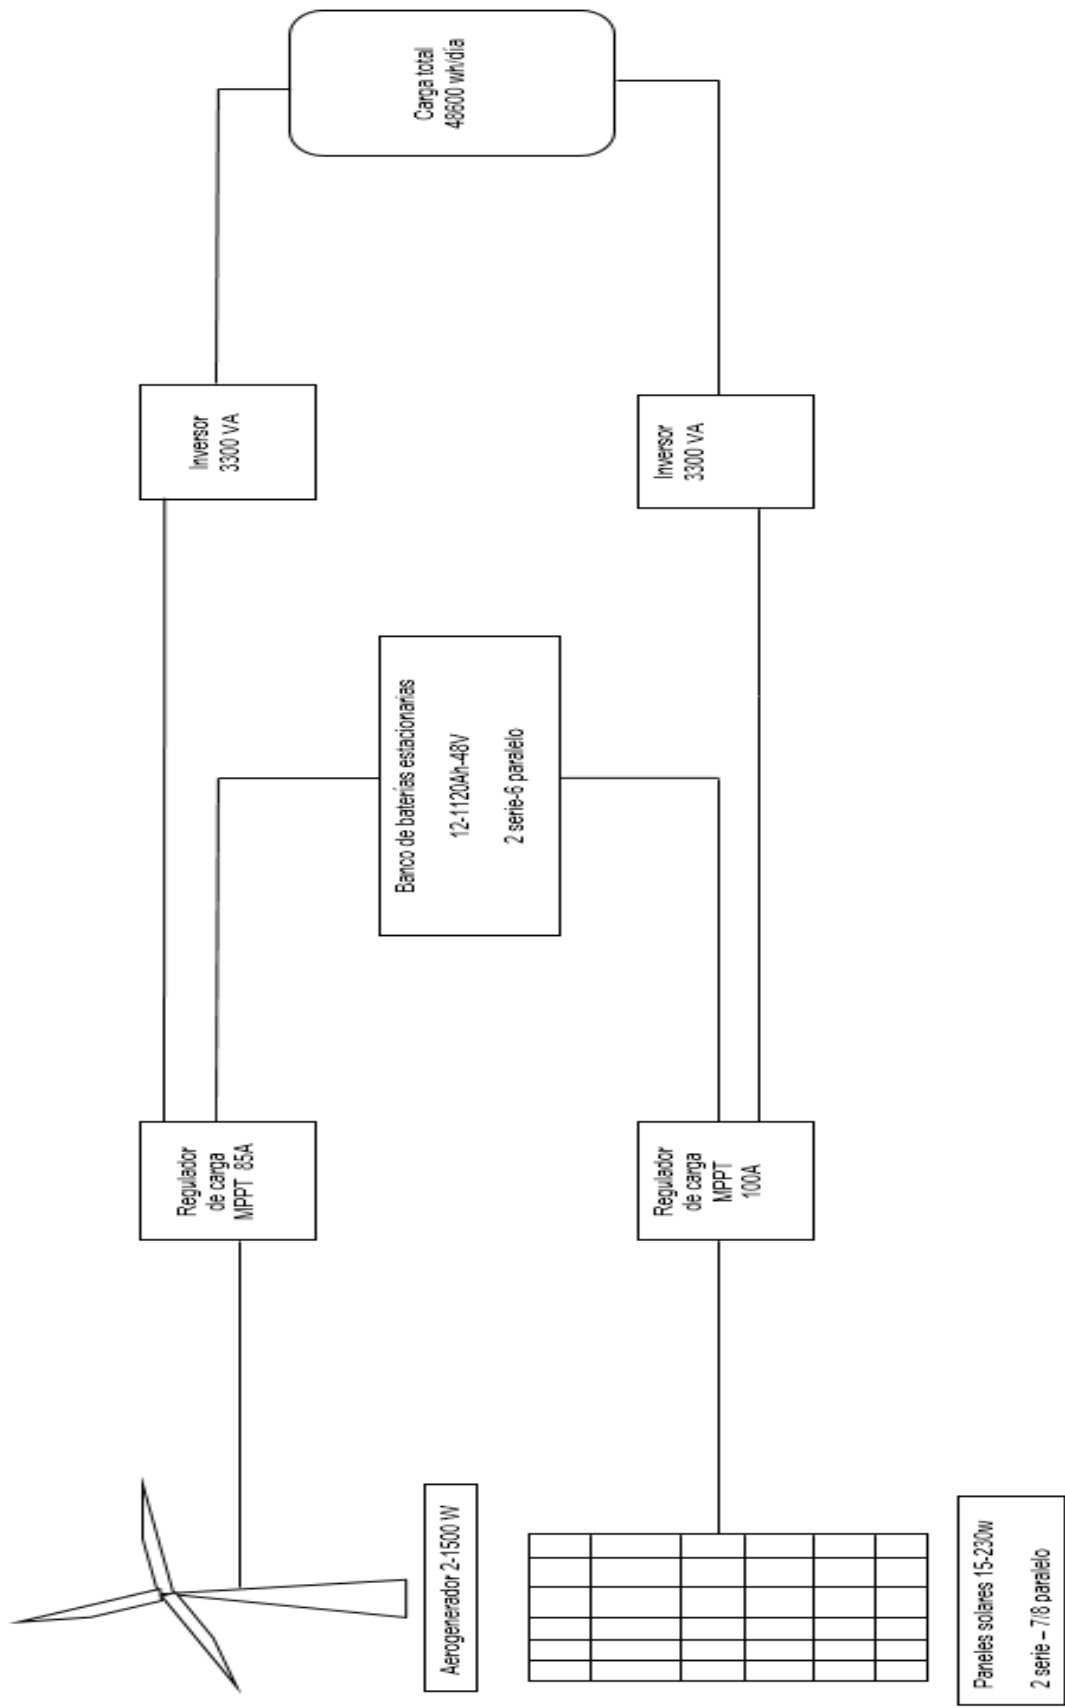 Carga total
48600 wh/día
Inversor
3300 VA
Inversor
3300 VA
Banco de baterías estacionarias
12-1120Ah-48V
2 serie-6 paralelo
Regulador
de carga
MPPT 85A
Regulador
de carga
MPPT
100A
Aerogenerador 2-1500 W
Paneles solares 15-230w
2 serie – 7/8 paralelo